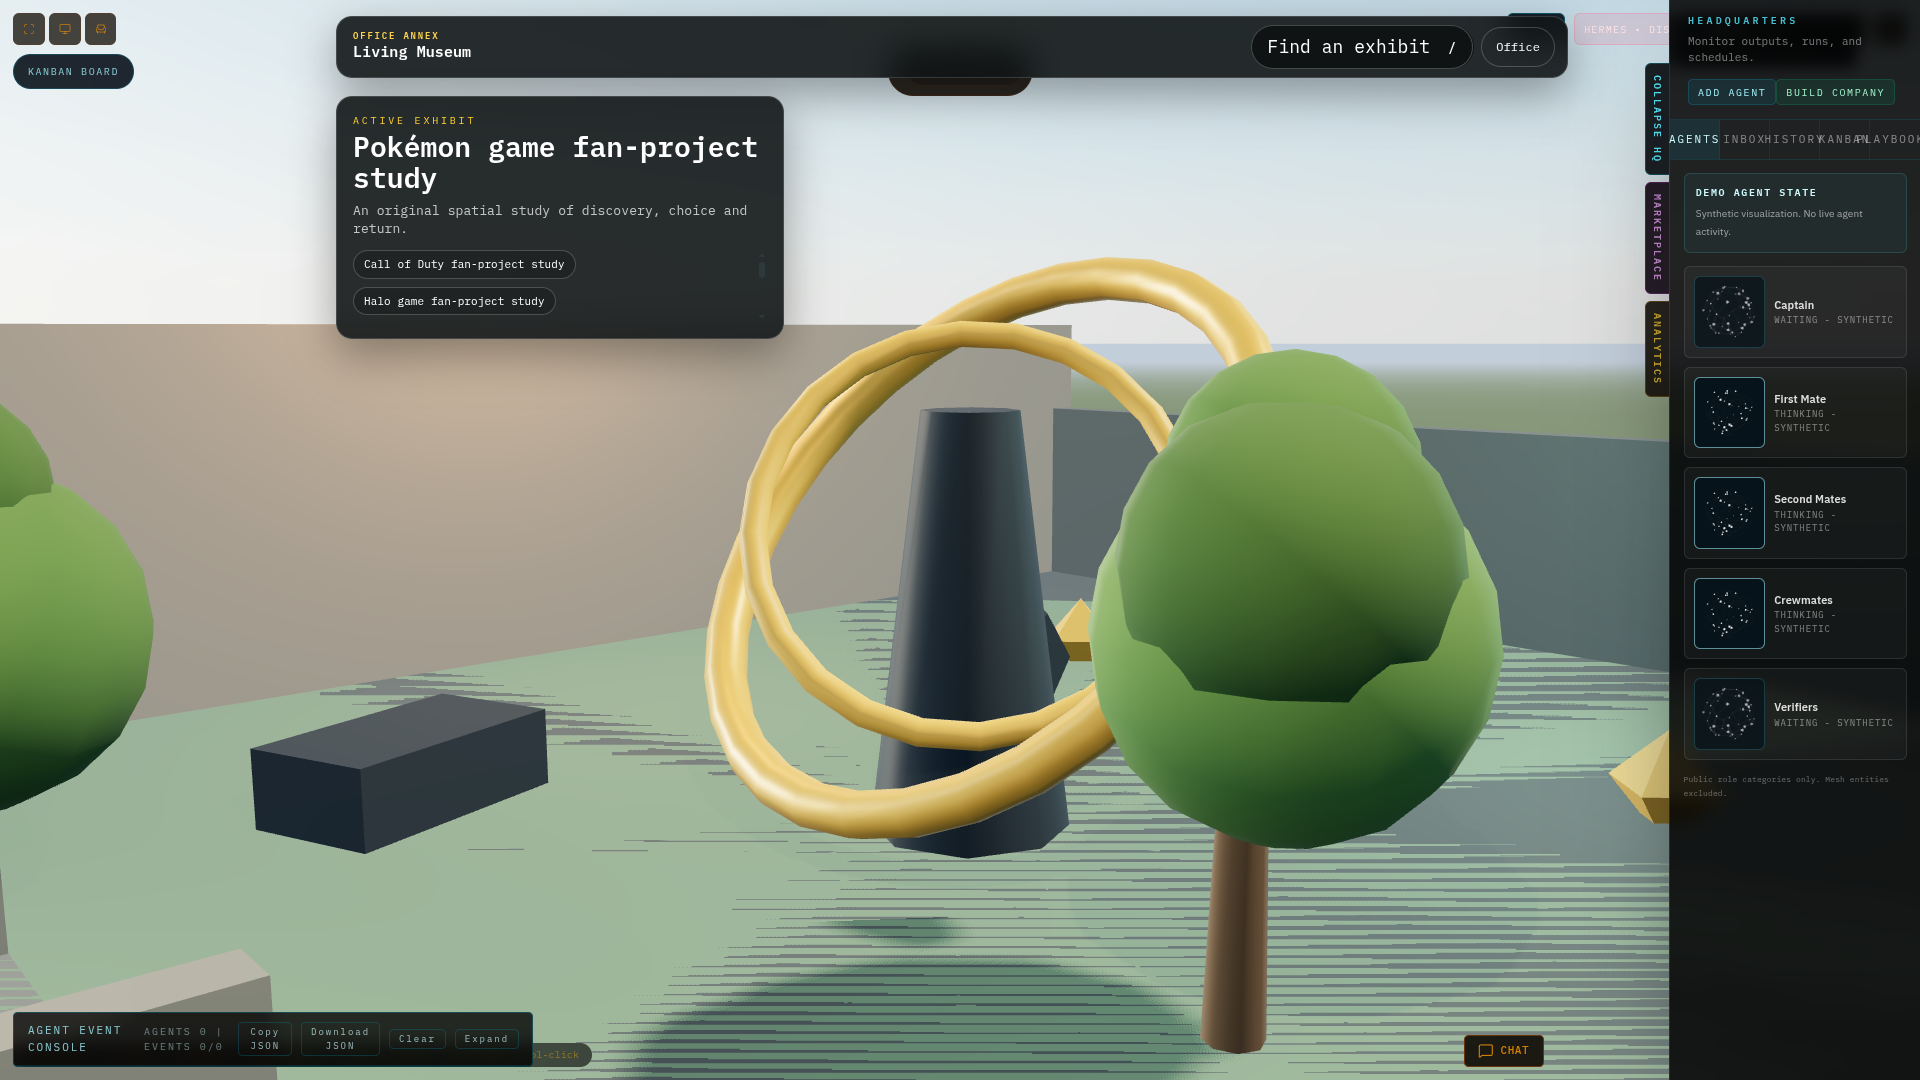 KANBAN BOARD
OFFICE ANNEX
Living Museum
Find an exhibit /
Office
HERMES • DIS
ACTIVE EXHIBIT
Pokémon game fan-project
study
An original spatial study of discovery, choice and
return.
Call of Duty fan-project study
Halo game fan-project study
COLLAPSE HQ
MARKETPLACE
ANALYTICS
HEADQUARTERS
Monitor outputs, runs, and
schedules.
ADD AGENT
BUILD COMPANY
AGENTS INBOX HISTORY KANBAN PLAYBOOK
DEMO AGENT STATE
Synthetic visualization. No live agent
activity.
Captain
WAITING - SYNTHETIC
First Mate
THINKING -
SYNTHETIC
Second Mates
THINKING -
SYNTHETIC
Crewmates
THINKING -
SYNTHETIC
Verifiers
WAITING - SYNTHETIC
Public role categories only. Mesh entities
excluded.
AGENT EVENT
CONSOLE
AGENTS 0 |
EVENTS 0/0
Copy
JSON
Download
JSON
Clear
Expand
ol-click
CHAT